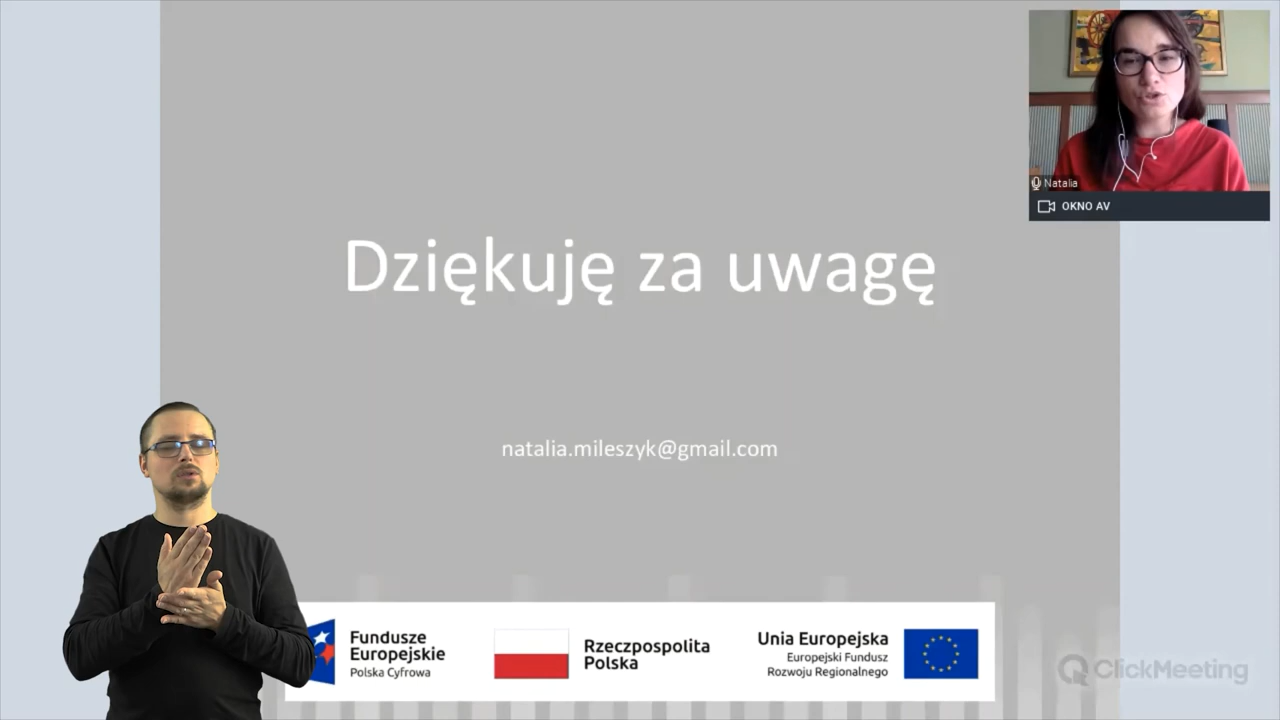 Natalia
OKNO AV
Dziękuję za uwagę
natalia.mileszyk@gmail.com
Fundusze
Europejskie
Polska Cyfrowa
Rzeczpospolita
Polska
Unia Europejska
Europejski Fundusz
Rozwoju Regionalnego
ClickMeeting